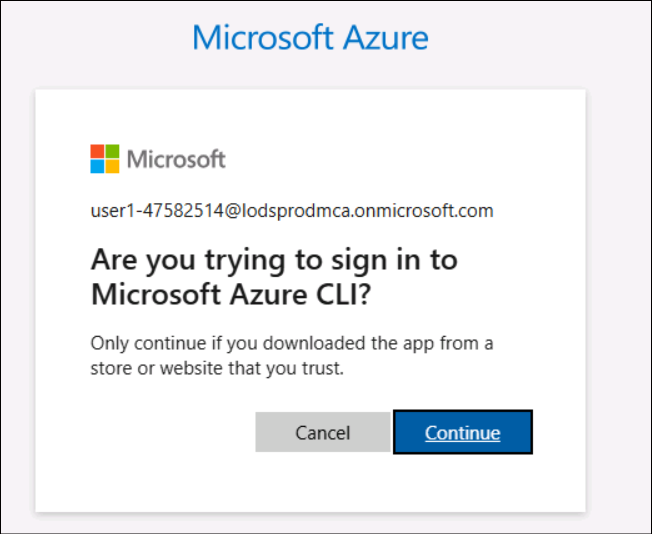 Microsoft Azure
Microsoft
user1-47582514@lodsprodmca.onmicrosoft.com
Are you trying to sign in to
Microsoft Azure CLI?
Only continue if you downloaded the app from a
store or website that you trust.
Cancel
Continue